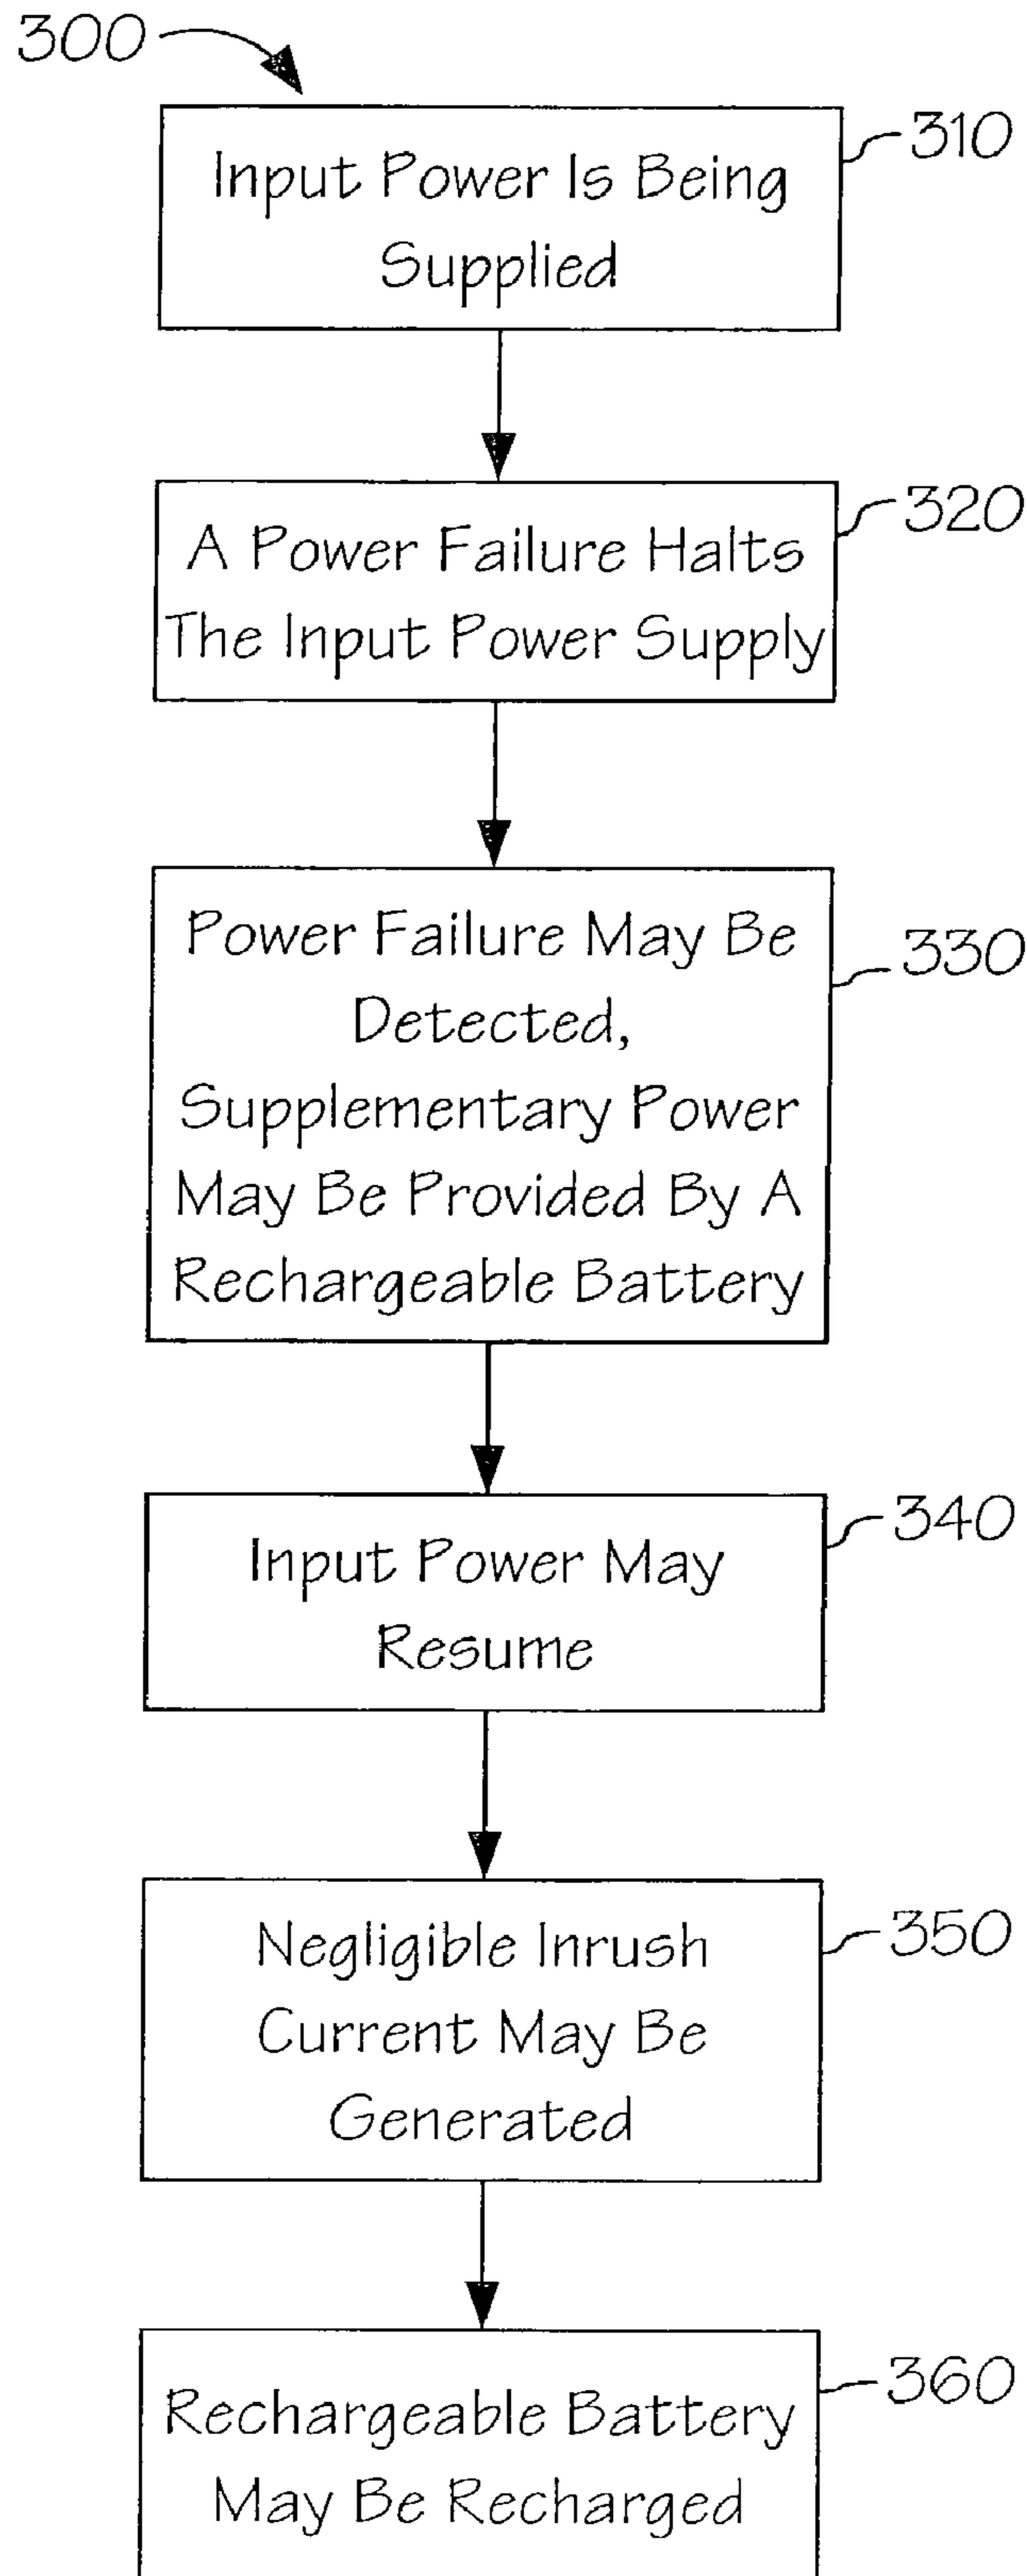 300
310
Input Power Is Being
Supplied
320
A Power Failure Halts
The Input Power Supply
330
Power Failure May Be
Detected,
Supplementary Power
May Be Provided By A
Rechargeable Battery
340
Input Power May
Resume
350
Negligible Inrush
Current May Be
Generated
360
Rechargeable Battery
May Be Recharged